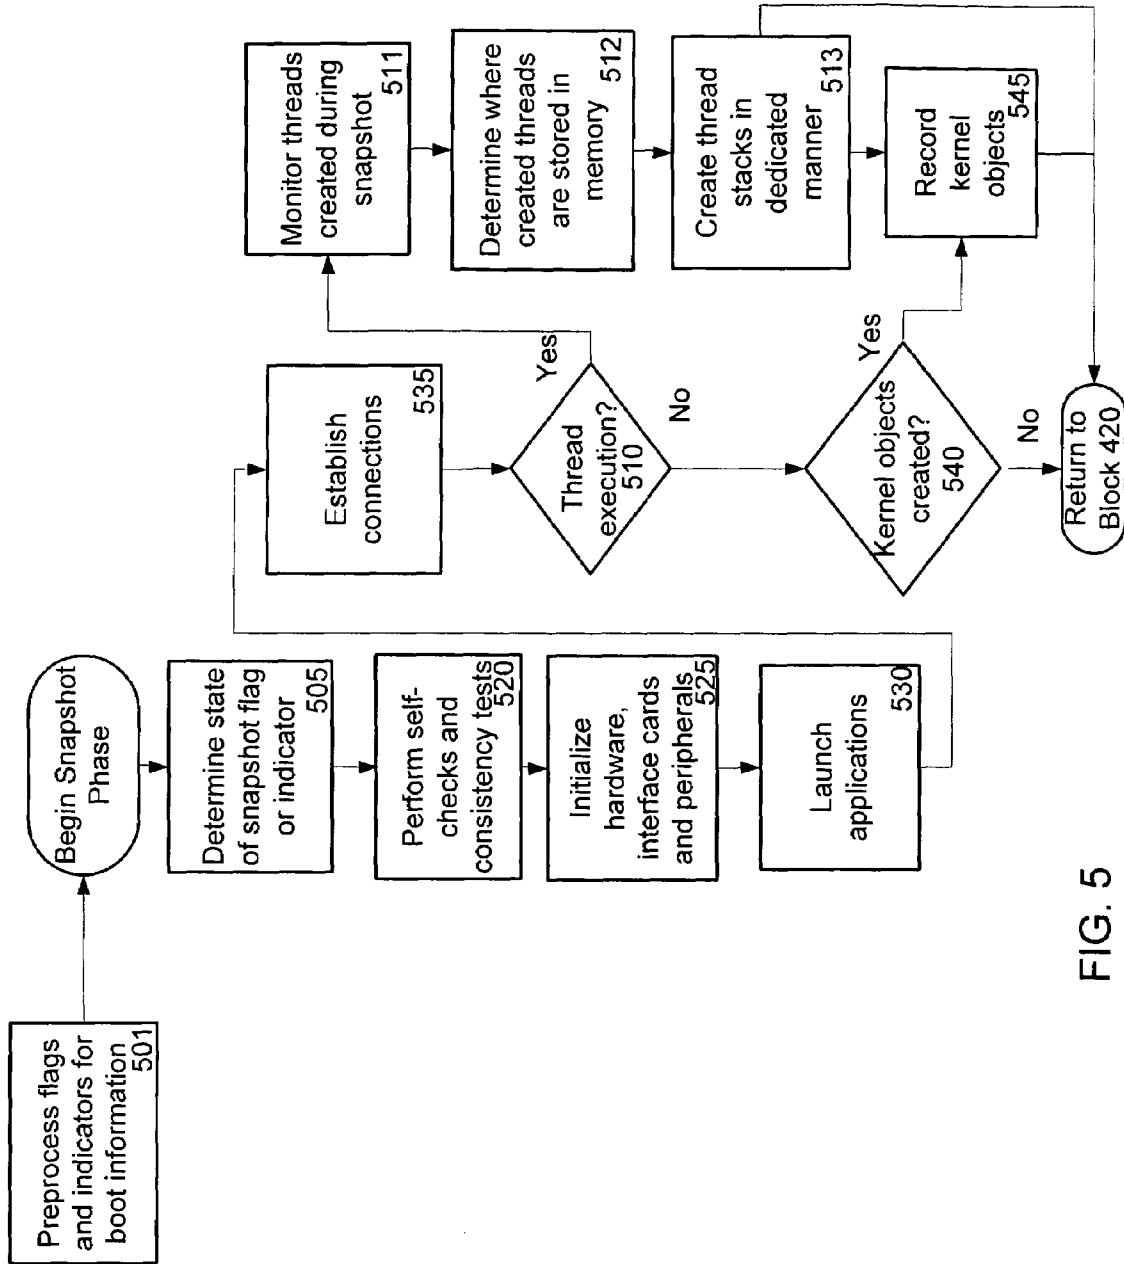 Preprocess flags
and indicators for
boot information
501
Begin Snapshot
Phase
Determine state
of snapshot flag
or indicator
505
Perform self-
checks and
consistency tests
520
Initialize
hardware,
interface cards
and peripherals
525
Launch
applications
530
Establish
connections
535
Thread
execution?
510
Yes
No
Monitor threads
created during
snapshot
511
Determine where
created threads
are stored in
memory
512
Create thread
stacks in
dedicated
manner
513
Kernel objects
created?
540
Yes
No
Record
kernel
objects
545
Return to
Block 420
FIG. 5